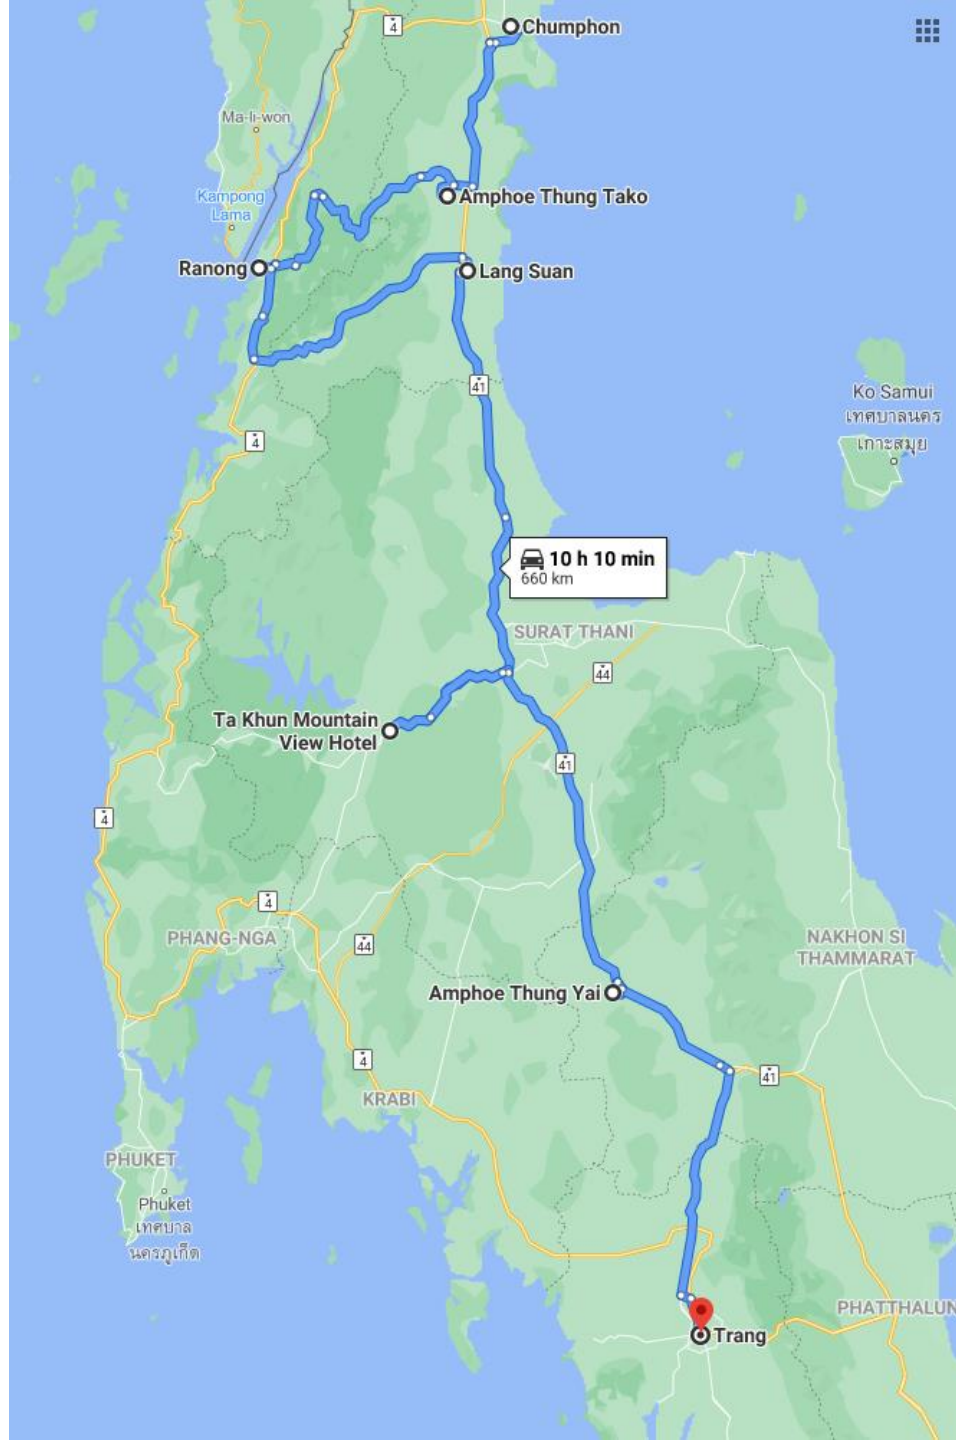 4
Chumphon
Ma-li-won
Kampong
Lama
Amphoe Thung Tako
Ranong
Lang Suan
41
Ko Samui
เทศบาลนคร
เกาะสมุย
4
10 h 10 min
660 km
SURAT THANI
44
Ta Khun Mountain
View Hotel
41
4
4
PHANG-NGA
44
NAKHON SI
THAMMARAT
Amphoe Thung Yai
4
41
KRABI
PHUKET
Phuket
เทศบาล
นครภูเก็ต
PHATTHALUN
Trang